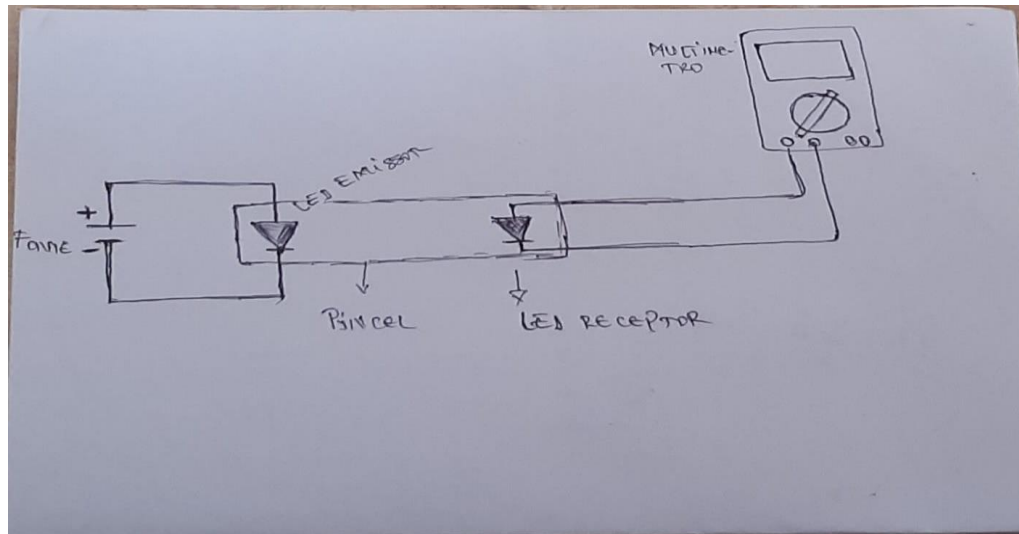 MULTIME-
TRO
LED EMISSOR
+
Fonte -
PINCEL
LED RECEPTOR